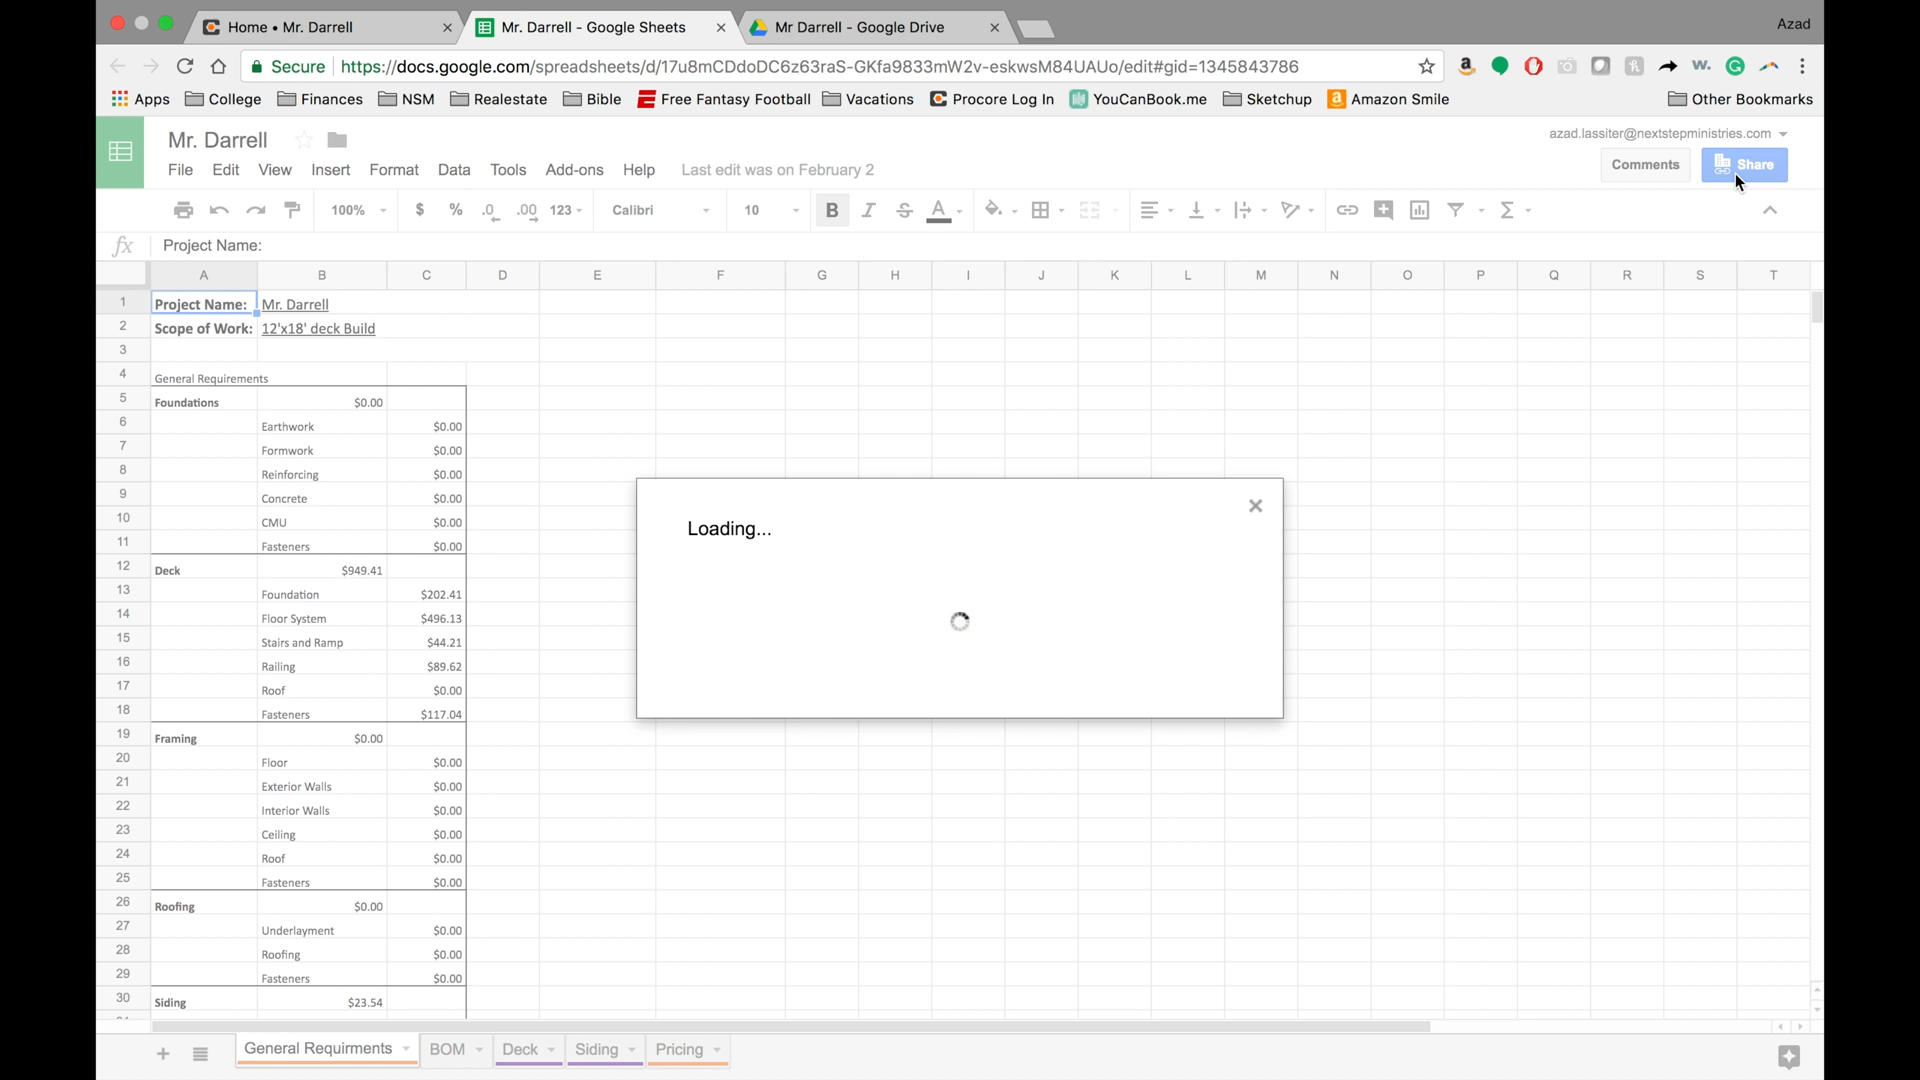 Home • Mr. Darrell
Mr. Darrell - Google Sheets
Mr Darrell - Google Drive
Azad
Secure https://docs.google.com/spreadsheets/d/17u8mCDdoDC6z63raS-GKfa9833mW2v-eskwsM84UAUo/edit#gid=1345843786
Apps College Finances NSM Realestate Bible Free Fantasy Football Vacations Procore Log In YouCanBook.me Sketchup Amazon Smile Other Bookmarks
Mr. Darrell
azad.lassiter@nextstepministries.com
File Edit View Insert Format Data Tools Add-ons Help Last edit was on February 2
Comments Share
100% $ % .0 .00 123 Calibri 10 B I S A
fx Project Name:
A B C D E F G H I J K L M N O P Q R S T
1 Project Name: Mr. Darrell
2 Scope of Work: 12'x18' deck Build
3
4 General Requirements
5 Foundations $0.00
6 Earthwork $0.00
7 Formwork $0.00
8 Reinforcing $0.00
9 Concrete $0.00
10 CMU $0.00
11 Fasteners $0.00
12 Deck $949.41
13 Foundation $202.41
14 Floor System $496.13
15 Stairs and Ramp $44.21
16 Railing $89.62
17 Roof $0.00
18 Fasteners $117.04
19 Framing $0.00
20 Floor $0.00
21 Exterior Walls $0.00
22 Interior Walls $0.00
23 Ceiling $0.00
24 Roof $0.00
25 Fasteners $0.00
26 Roofing $0.00
27 Underlayment $0.00
28 Roofing $0.00
29 Fasteners $0.00
30 Siding $23.54
Loading...
General Requirments BOM Deck Siding Pricing